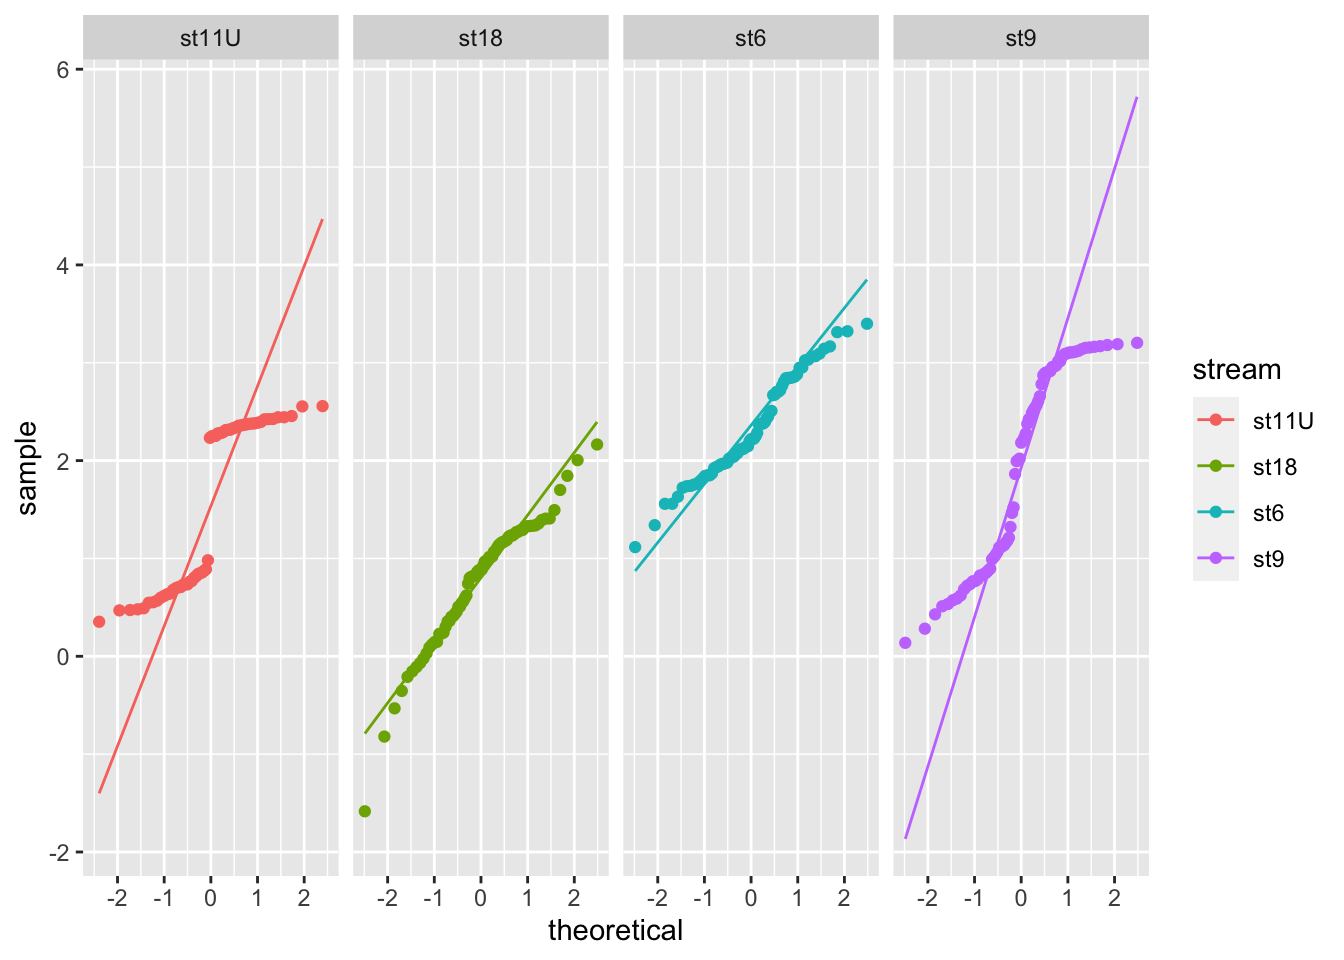 st11U st18 st6 st9
6
4
2
0
-2
sample
-2 -1 0 1 2 -2 -1 0 1 2 -2 -1 0 1 2 -2 -1 0 1 2
theoretical
stream
st11U
st18
st6
st9